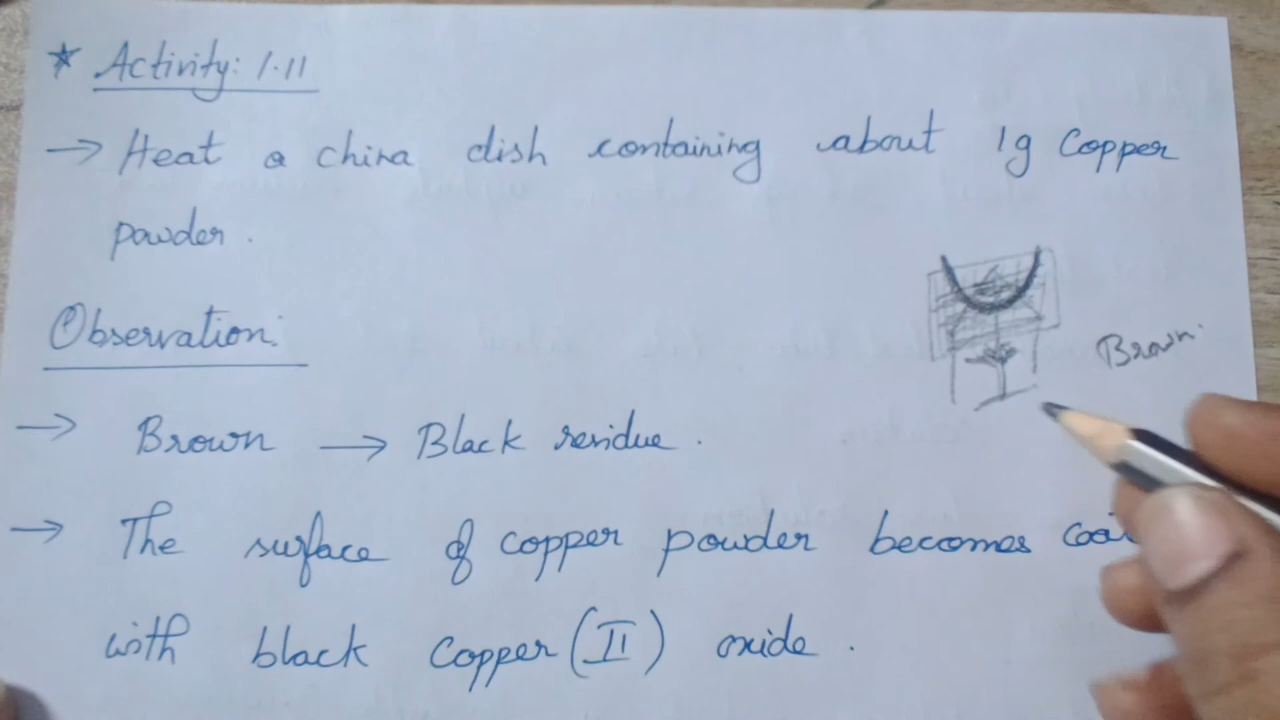 ★ Activity: 1.11
→ Heat a china dish containing about 1g Copper
powder.
Observation:
Brown
→ Brown → Black residue.
→ The surface of copper powder becomes
with black copper (II) oxide.